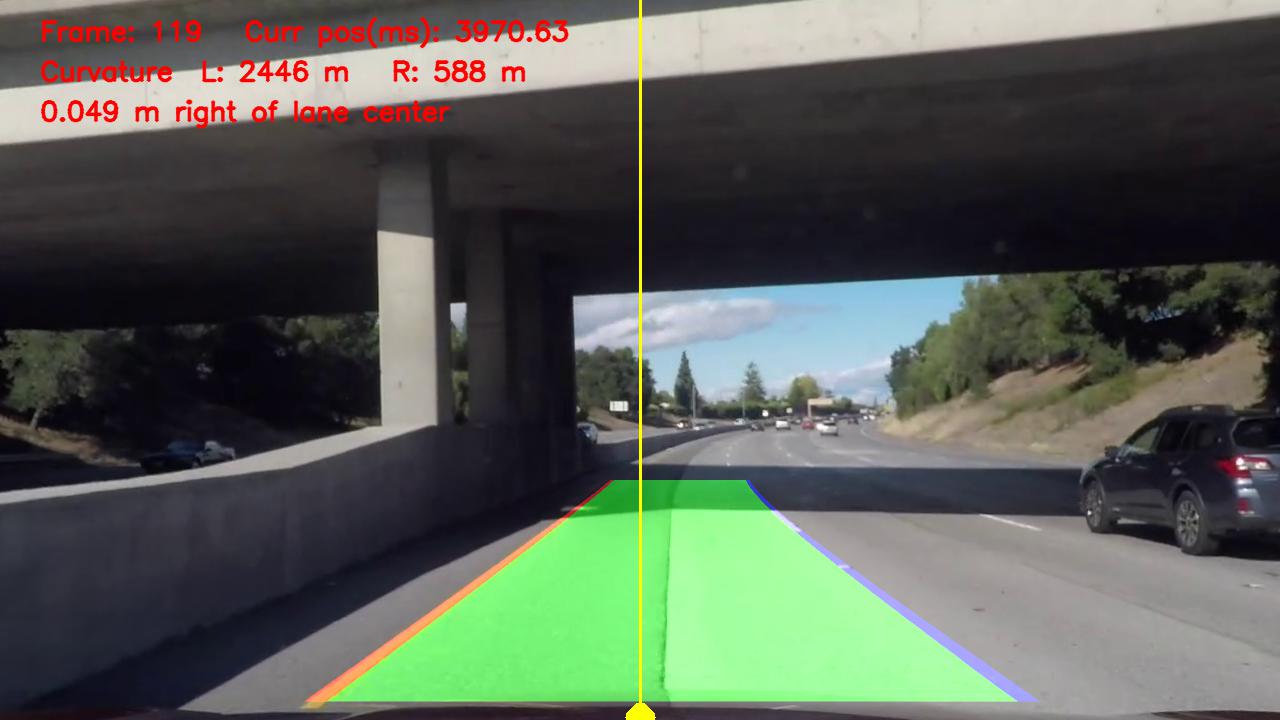 Frame: 119 Curr pos(ms): 3970.63
Curvature L: 2446 m R: 588 m
0.049 m right of lane center